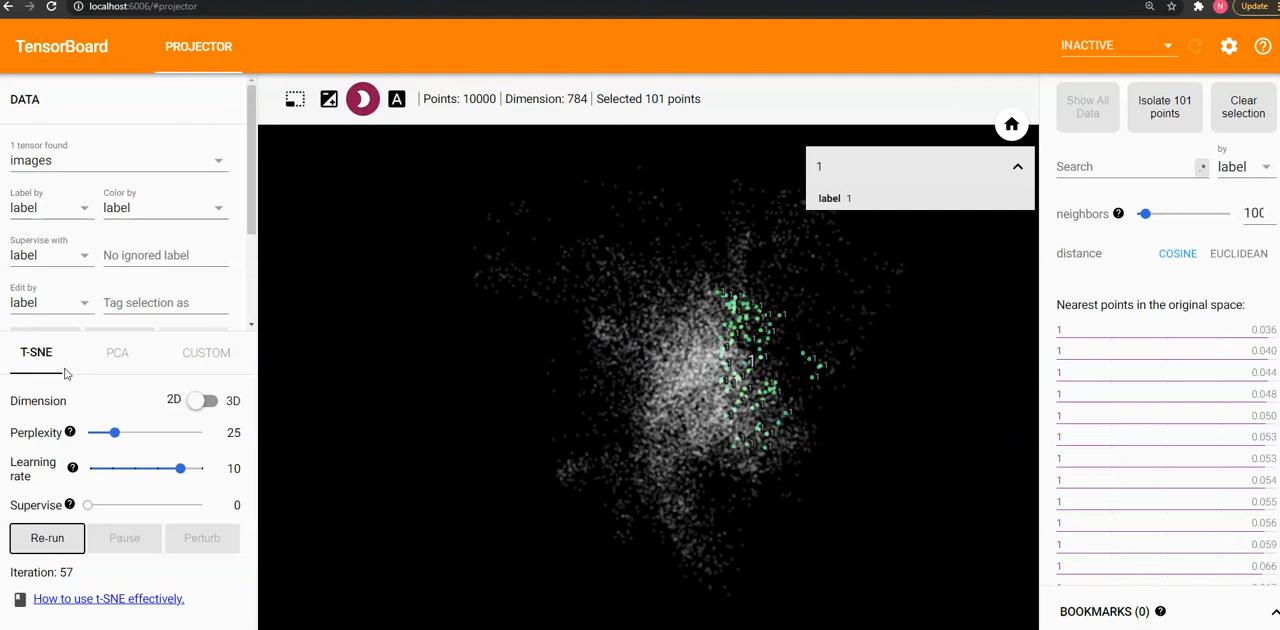 localhost:6006/#projector
N
Update
TensorBoard
PROJECTOR
INACTIVE
DATA
1 tensor found
images
Label by
Color by
label
label
Supervise with
label
No ignored label
Edit by
label
Tag selection as
T-SNE
PCA
CUSTOM
Dimension
2D
3D
Perplexity
25
Learning
rate
10
Supervise
0
Re-run
Pause
Perturb
Iteration: 57
How to use t-SNE effectively.
A
Points: 10000
Dimension: 784
Selected 101 points
1
label 1
Show All
Data
Isolate 101
points
Clear
selection
Search
.*
by
label
neighbors
100
distance
COSINE
EUCLIDEAN
Nearest points in the original space:
1 0.036
1 0.040
1 0.044
1 0.048
1 0.050
1 0.053
1 0.053
1 0.054
1 0.055
1 0.056
1 0.059
1 0.066
BOOKMARKS (0)